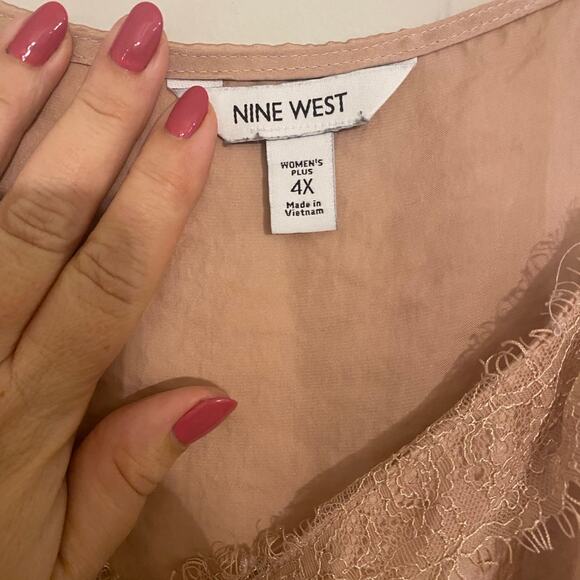 NINE WEST
WOMEN'S
PLUS
4X
Made in
Vietnam